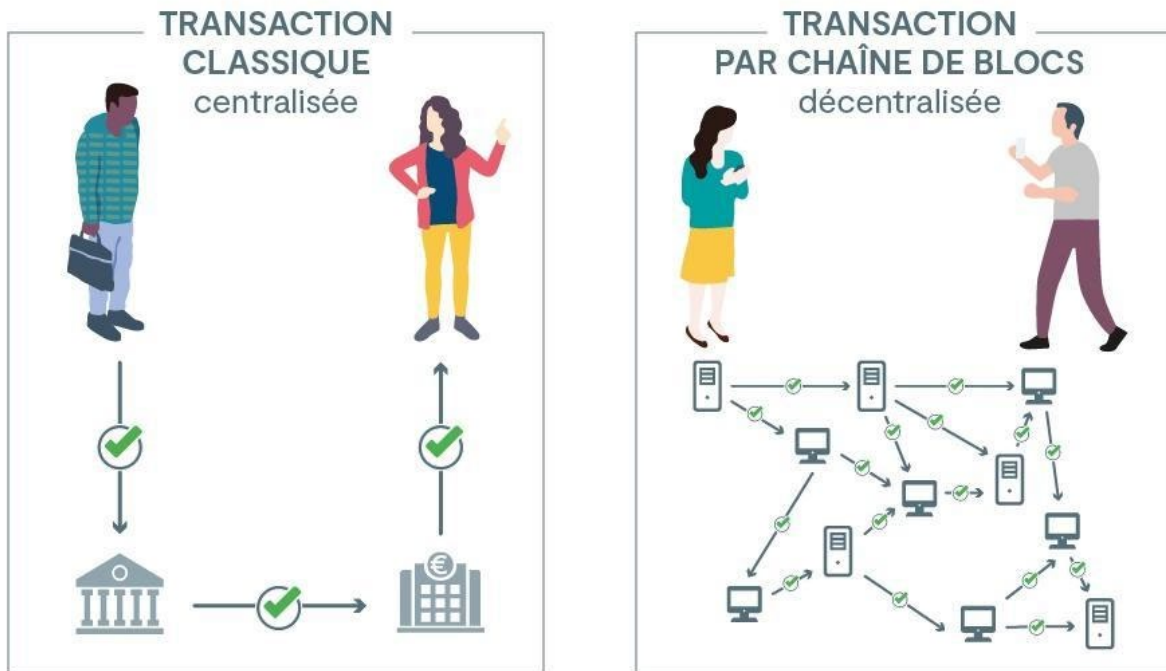 TRANSACTION
CLASSIQUE
centralisée
€
TRANSACTION
PAR CHAÎNE DE BLOCS
décentralisée